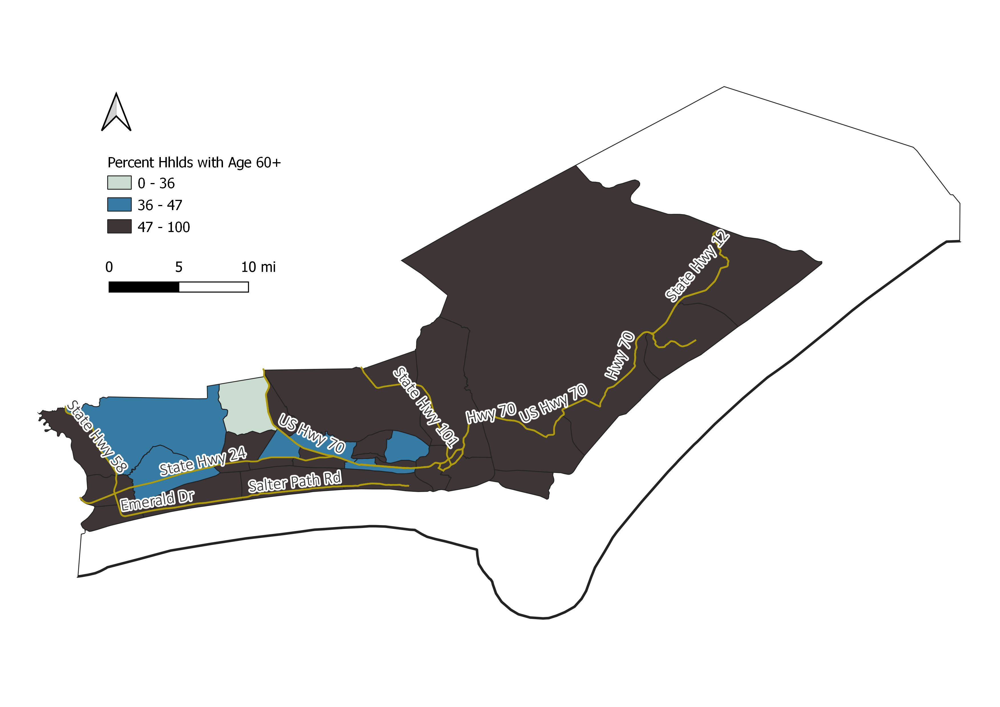 Percent Hhlds with Age 60+
0 - 36
36 - 47
47 - 100
0 5 10 mi
State Hwy 12
Hwy 70
US Hwy 70
Hwy 70
State Hwy 101
US Hwy 70
State Hwy 58
State Hwy 24
Salter Path Rd
Emerald Dr